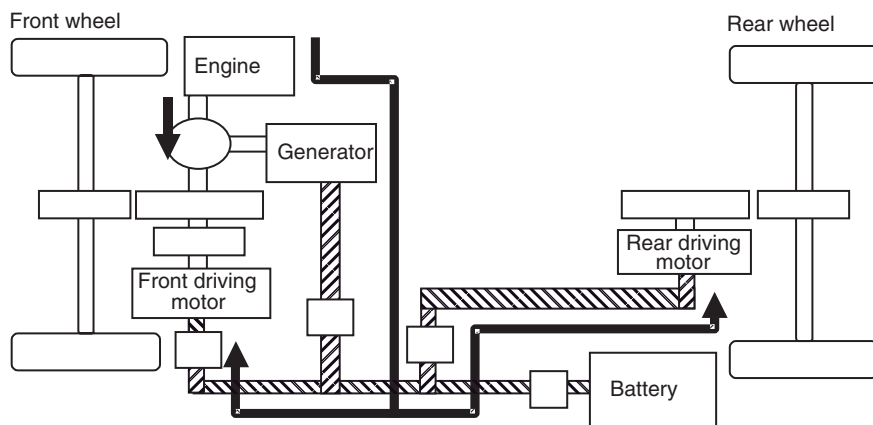 Front wheel
Rear wheel
Engine
Generator
Rear driving
motor
Front driving
motor
Battery